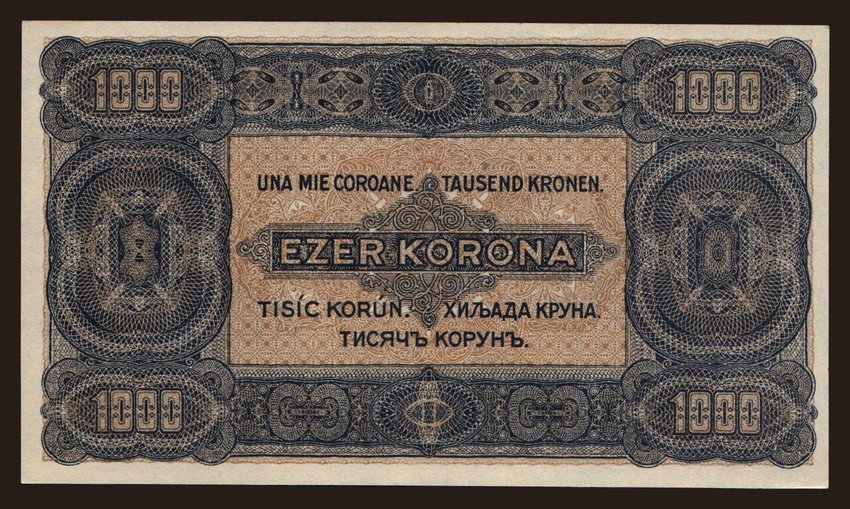 1000 1000
UNA MIE COROANE. TAUSEND KRONEN.
EZER KORONA
TISÍC KORÚN. ХИЉАДА КРУНА.
ТИСЯЧЪ КОРУНЪ.
1000 1000